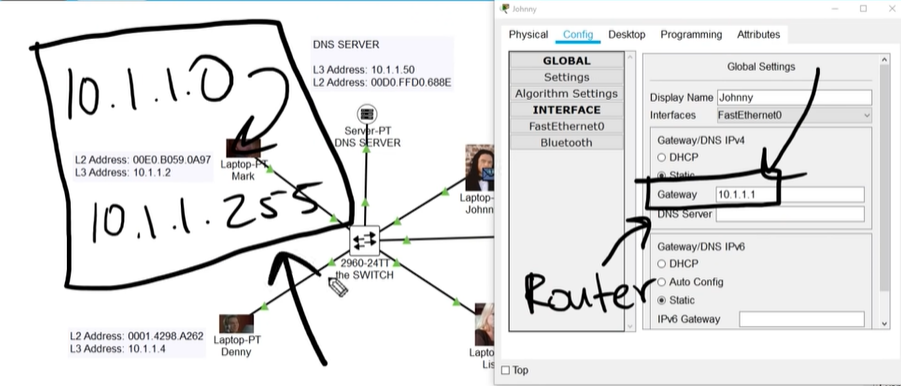 DNS SERVER
L3 Address: 10.1.1.50
L2 Address: 00D0.FFD0.688E
10.1.1.0
Server-PT
DNS SERVER
L2 Address: 00E0.B059.0A97
L3 Address: 10.1.1.2
Laptop-PT
Mark
10.1.1.255
Laptop-
Johnn
2960-24TT
the SWITCH
L2 Address: 0001.4298.A262
L3 Address: 10.1.1.4
Laptop-PT
Denny
Lapto
Lis
Johnny
Physical Config Desktop Programming Attributes
GLOBAL
Settings
Algorithm Settings
INTERFACE
FastEthernet0
Bluetooth
Global Settings
Display Name Johnny
Interfaces FastEthernet0
Gateway/DNS IPv4
DHCP
Static
Gateway 10.1.1.1
DNS Server
Router
Gateway/DNS IPv6
DHCP
Auto Config
Static
IPv6 Gateway
Top